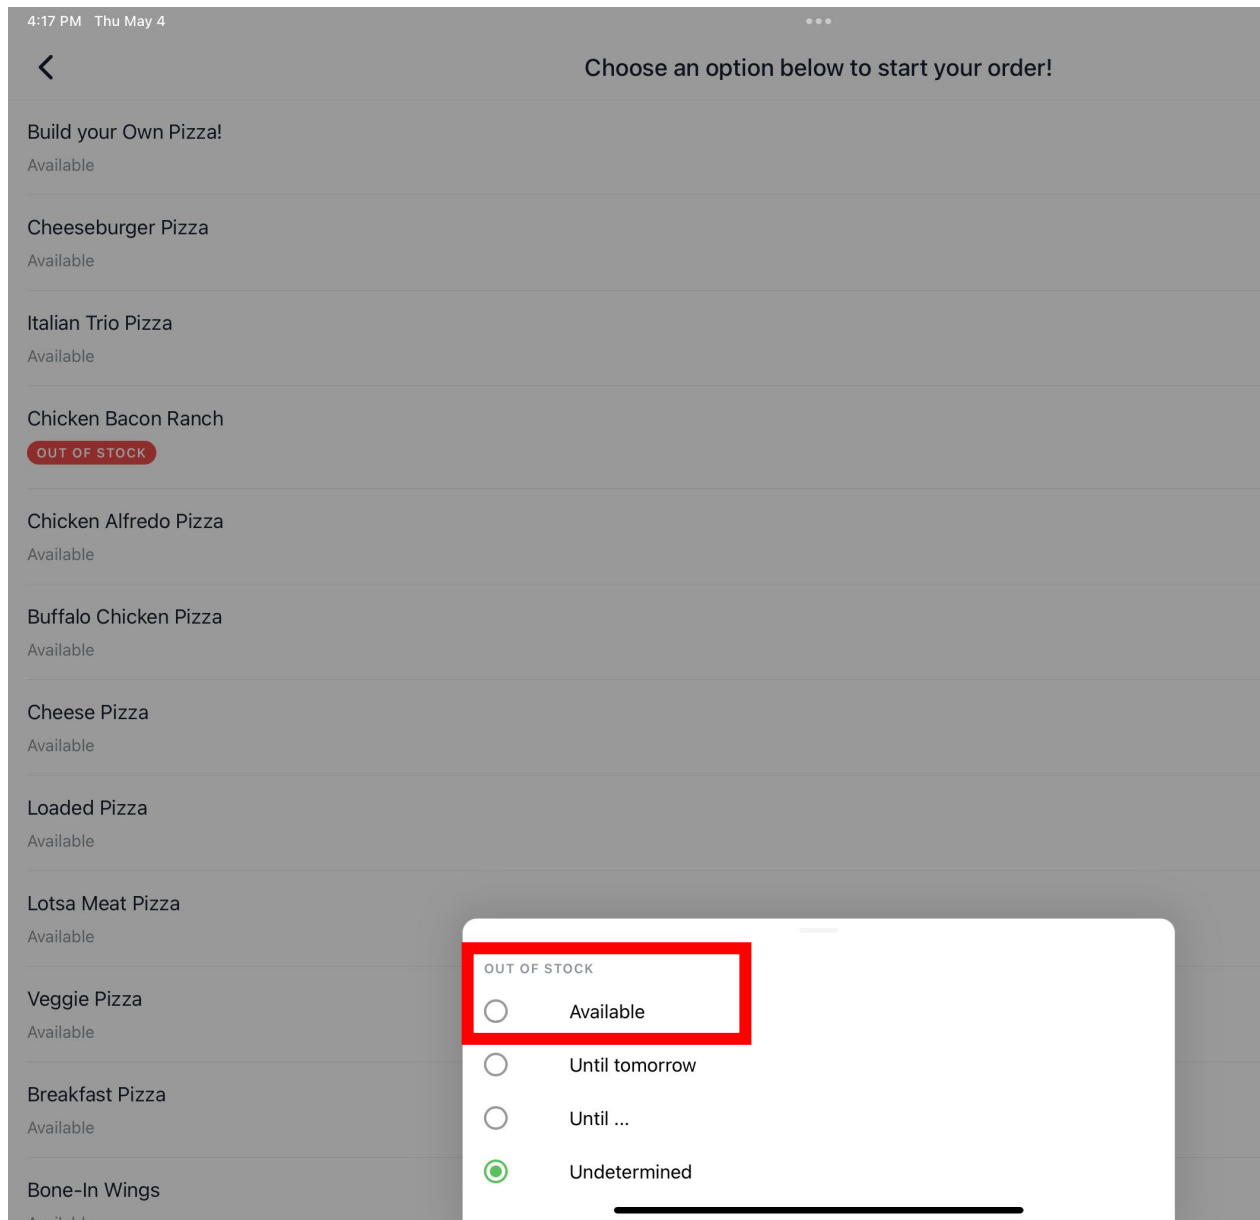 4:17 PM Thu May 4
Choose an option below to start your order!
Build your Own Pizza!
Available
Cheeseburger Pizza
Available
Italian Trio Pizza
Available
Chicken Bacon Ranch
OUT OF STOCK
Chicken Alfredo Pizza
Available
Buffalo Chicken Pizza
Available
Cheese Pizza
Available
Loaded Pizza
Available
Lotsa Meat Pizza
Available
Veggie Pizza
Available
Breakfast Pizza
Available
Bone-In Wings
OUT OF STOCK
Available
Until tomorrow
Until ...
Undetermined